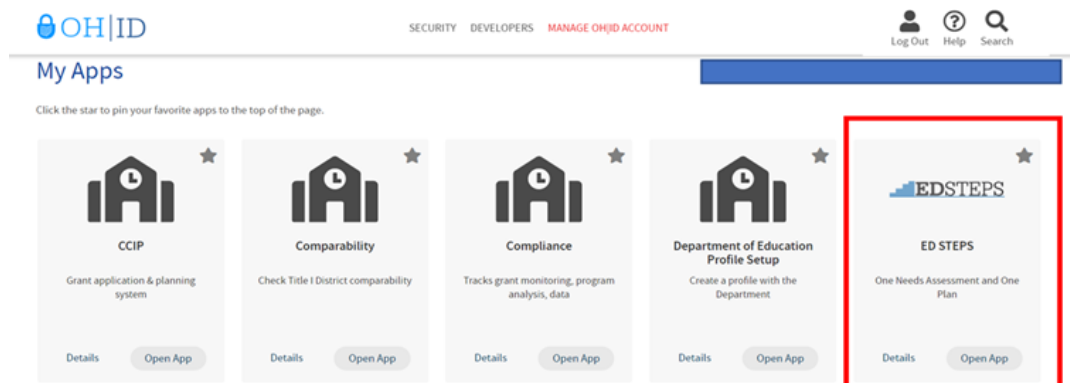 OH|ID
SECURITY DEVELOPERS MANAGE OH|ID ACCOUNT
Log Out Help Search
My Apps
Click the star to pin your favorite apps to the top of the page.
CCIP
Grant application & planning
system
Details Open App
Comparability
Check Title I District comparability
Details Open App
Compliance
Tracks grant monitoring, program
analysis, data
Details Open App
Department of Education
Profile Setup
Create a profile with the
Department
Details Open App
EDSTEPS
ED STEPS
One Needs Assessment and One
Plan
Details Open App